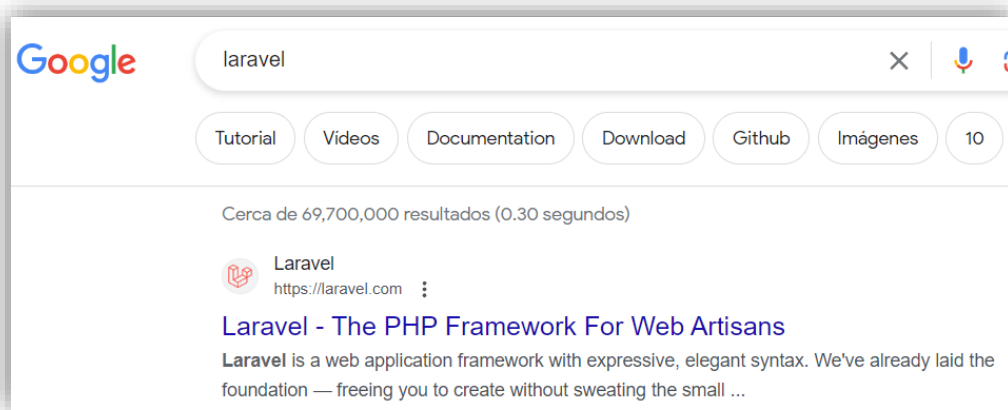 Google
laravel
Tutorial
Videos
Documentation
Download
Github
Imágenes
10
Cerca de 69,700,000 resultados (0.30 segundos)
Laravel
https://laravel.com
Laravel - The PHP Framework For Web Artisans
Laravel is a web application framework with expressive, elegant syntax. We've already laid the
foundation — freeing you to create without sweating the small ...